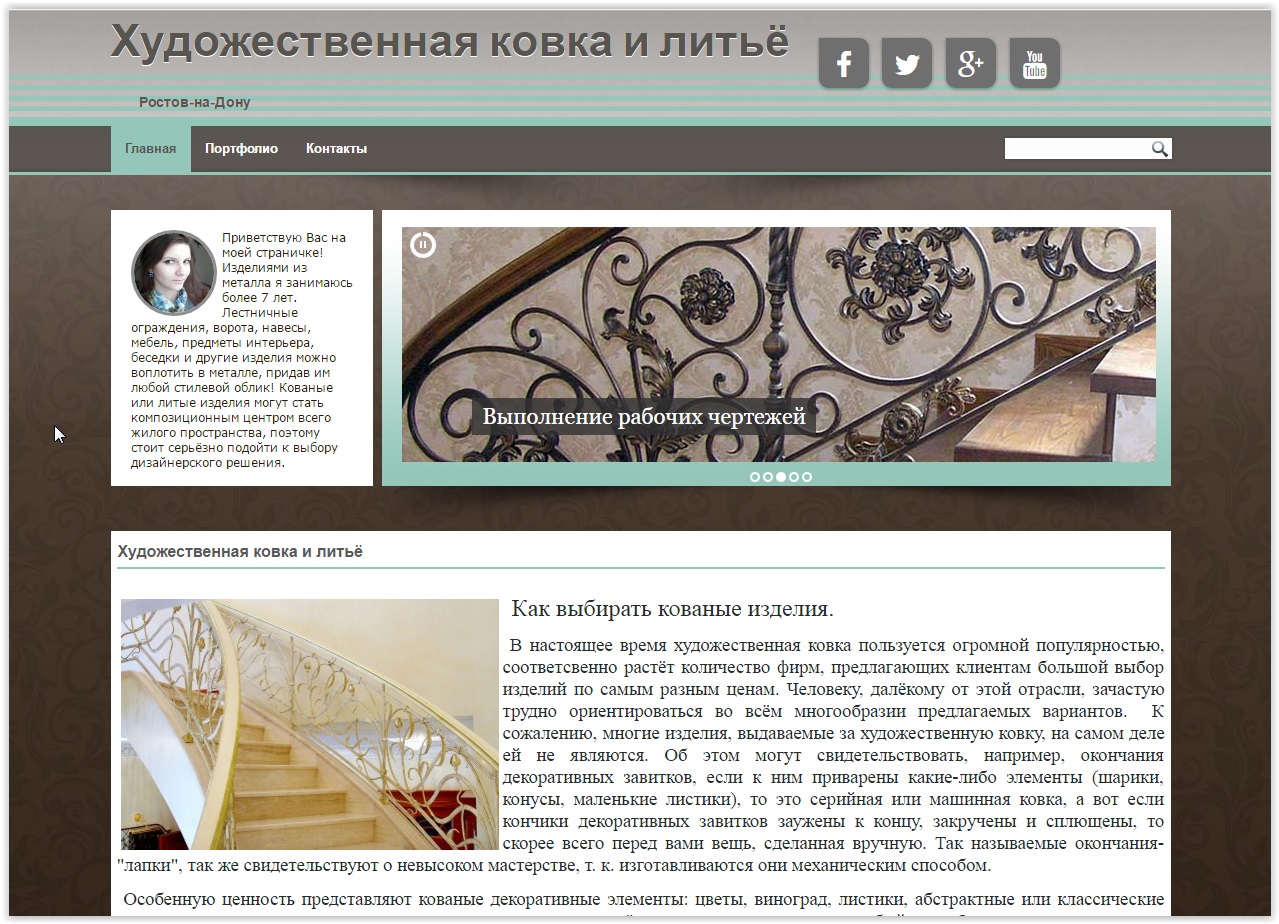 Художественная ковка и литьё
f
g+
You
Tube
Ростов-на-Дону
Главная
Портфолио
Контакты
Приветствую Вас на
моей страничке!
Изделиями из
металла я занимаюсь
более 7 лет.
Лестничные
ограждения, ворота, навесы,
мебель, предметы интерьера,
беседки и другие изделия можно
воплотить в металле, придав им
любой стилевой облик! Кованые
или литые изделия могут стать
композиционным центром всего
жилого пространства, поэтому
стоит серьёзно подойти к выбору
дизайнерского решения.
Выполнение рабочих чертежей
Художественная ковка и литьё
Как выбирать кованые изделия.
В настоящее время художественная ковка пользуется огромной популярностью,
соответсвенно растёт количество фирм, предлагающих клиентам большой выбор
изделий по самым разным ценам. Человеку, далёкому от этой отрасли, зачастую
трудно ориентироваться во всём многообразии предлагаемых вариантов. К
сожалению, многие изделия, выдаваемые за художественную ковку, на самом деле
ей не являются. Об этом могут свидетельствовать, например, окончания
декоративных завитков, если к ним приварены какие-либо элементы (шарики,
конусы, маленькие листики), то это серийная или машинная ковка, а вот если
кончики декоративных завитков заужены к концу, закручены и сплющены, то
скорее всего перед вами вещь, сделанная вручную. Так называемые окончания-
"лапки", так же свидетельствуют о невысоком мастерстве, т. к. изготавливаются они механическим способом.
Особенную ценность представляют кованые декоративные элементы: цветы, виноград, листики, абстрактные или классические